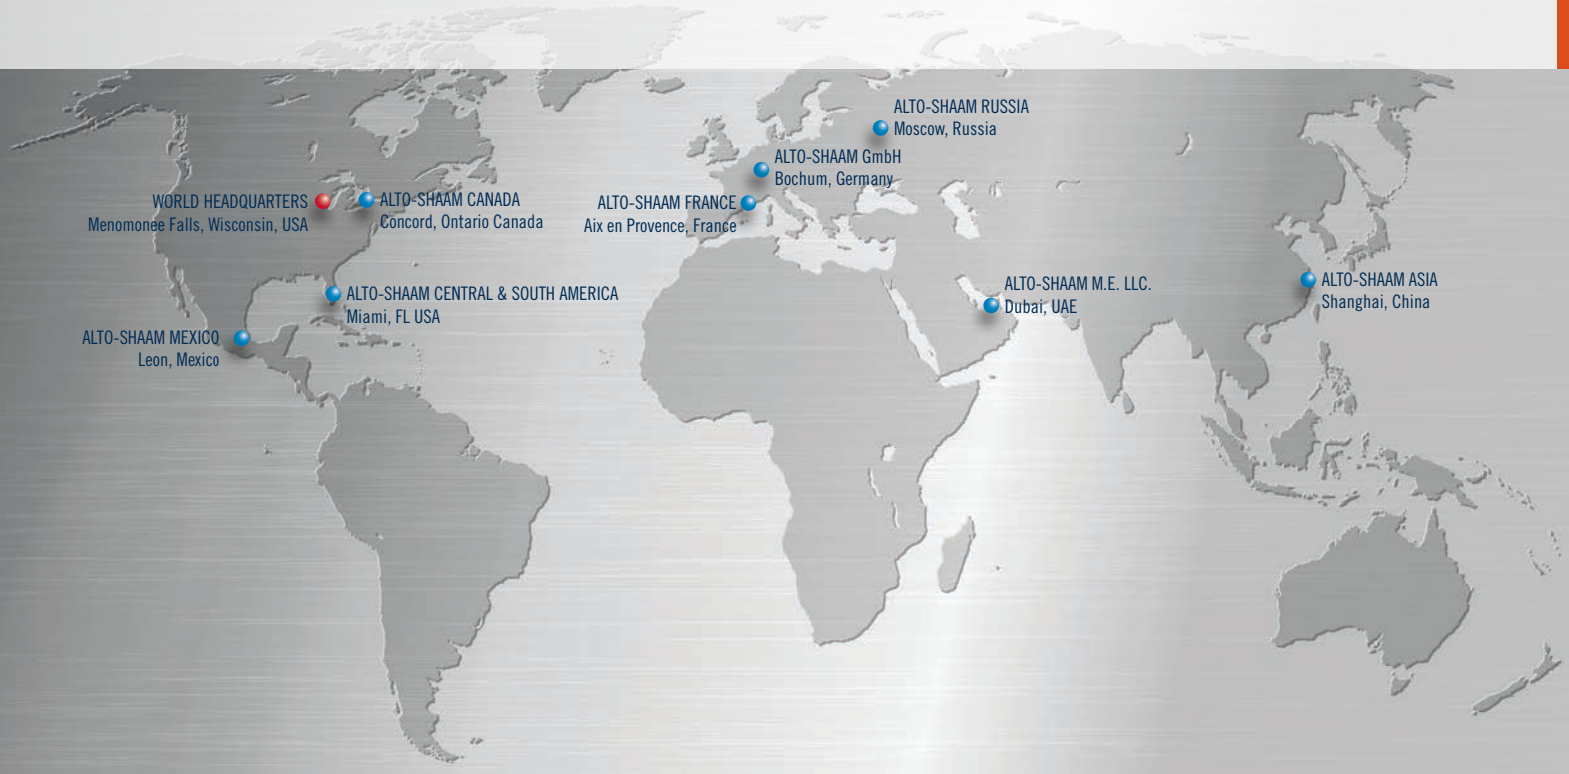 ALTO-SHAAM RUSSIA
Moscow, Russia
ALTO-SHAAM GmbH
Bochum, Germany
WORLD HEADQUARTERS
Menomonee Falls, Wisconsin, USA
ALTO-SHAAM CANADA
Concord, Ontario Canada
ALTO-SHAAM FRANCE
Aix en Provence, France
ALTO-SHAAM CENTRAL & SOUTH AMERICA
Miami, FL USA
ALTO-SHAAM M.E. LLC.
Dubai, UAE
ALTO-SHAAM ASIA
Shanghai, China
ALTO-SHAAM MEXICO
Leon, Mexico